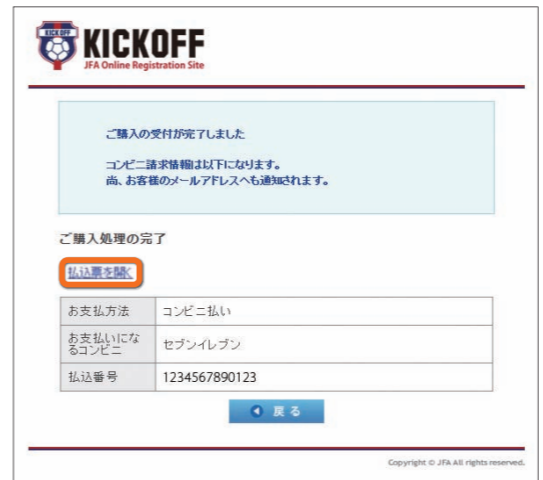 KICK OFF
KICKOFF
JFA Online Registration Site
ご購入の受付が完了しました
コンビニ請求情報は以下になります。
尚、お客様のメールアドレスへも通知されます。
ご購入処理の完了
払込票を開く
お支払方法 コンビニ払い
お支払いにな
るコンビニ セブンイレブン
払込番号 1234567890123
戻る
Copyright © JFA All rights reserved.